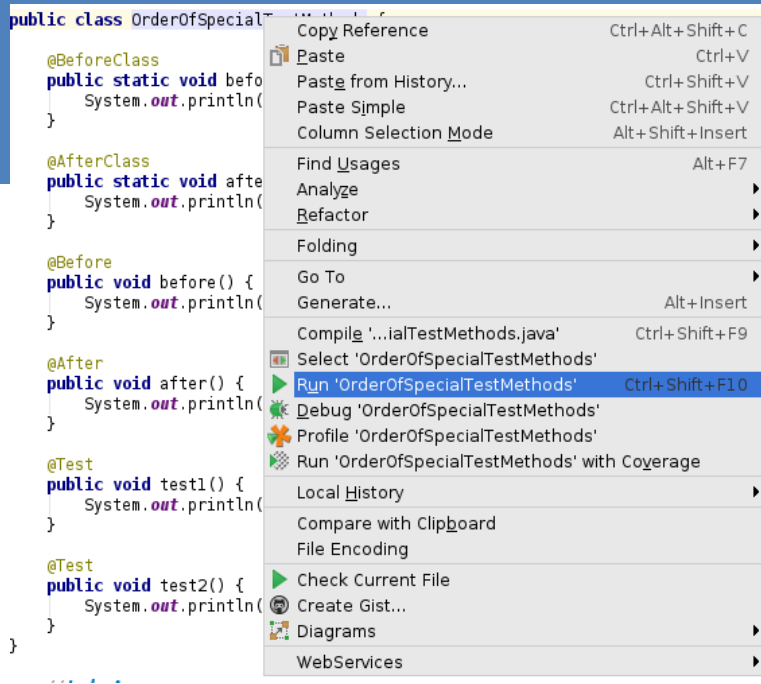 public class OrderOfSpecialTestMethods {
@BeforeClass
public static void befo
System.out.println(
}
@AfterClass
public static void afte
System.out.println(
}
@Before
public void before() {
System.out.println(
}
@After
public void after() {
System.out.println(
}
@Test
public void test1() {
System.out.println(
}
@Test
public void test2() {
System.out.println(
}
}
Copy Reference Ctrl+Alt+Shift+C
Paste Ctrl+V
Paste from History... Ctrl+Shift+V
Paste Simple Ctrl+Alt+Shift+V
Column Selection Mode Alt+Shift+Insert
Find Usages Alt+F7
Analyze
Refactor
Folding
Go To
Generate... Alt+Insert
Compile '...ialTestMethods.java' Ctrl+Shift+F9
Select 'OrderOfSpecialTestMethods'
Run 'OrderOfSpecialTestMethods' Ctrl+Shift+F10
Debug 'OrderOfSpecialTestMethods'
Profile 'OrderOfSpecialTestMethods'
Run 'OrderOfSpecialTestMethods' with Coverage
Local History
Compare with Clipboard
File Encoding
Check Current File
Create Gist...
Diagrams
WebServices